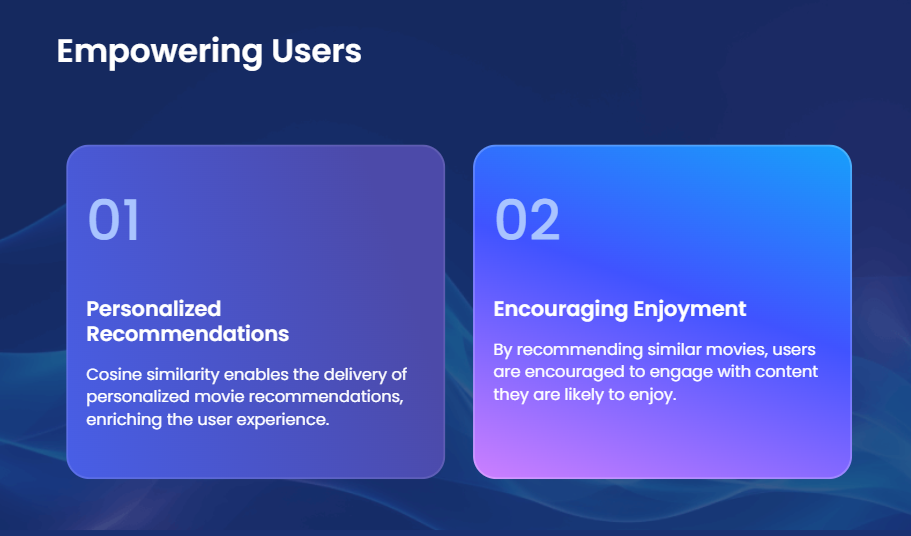 Empowering Users
01
Personalized
Recommendations
Cosine similarity enables the delivery of
personalized movie recommendations,
enriching the user experience.
02
Encouraging Enjoyment
By recommending similar movies, users
are encouraged to engage with content
they are likely to enjoy.